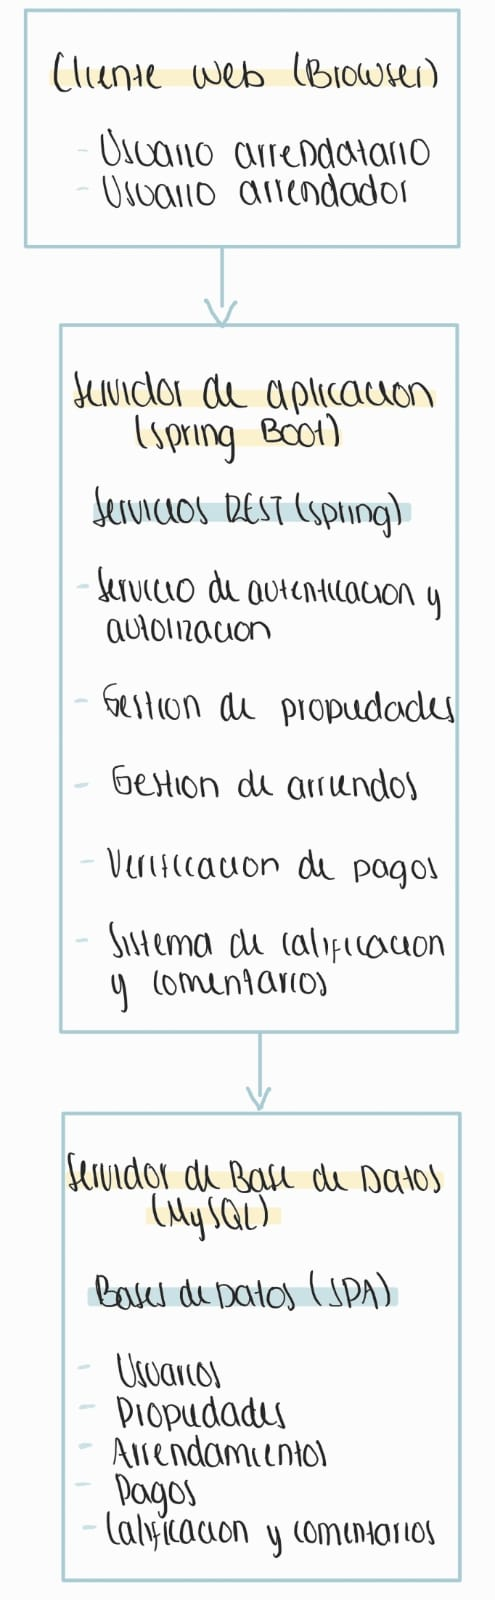 Cliente web (Browser)
- Usuario arrendatario
- Usuario arrendador
Servidor de aplicacion
(spring Boot)
Servicios REST (spring)
- Servicio de autenticacion y
autorizacion
- Gestion de propiedades
- Gestion de arriendos
- Verificacion de pagos
- Sistema de calificacion
y comentarios
Servidor de Base de Datos
(MySQL)
Bases de Datos (JPA)
- Usuarios
- Propiedades
- Arrendamientos
- Pagos
- Calificacion y comentarios